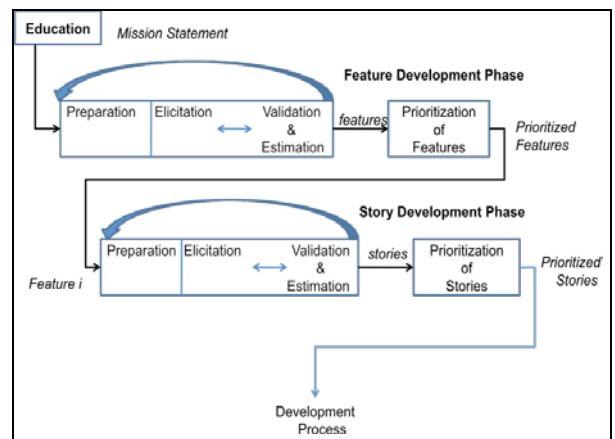 Education
Mission Statement
Feature Development Phase
Preparation
Elicitation
Validation
&
Estimation
features
Prioritization
of
Features
Prioritized
Features
Story Development Phase
Feature i
Preparation
Elicitation
Validation
&
Estimation
stories
Prioritization
of
Stories
Prioritized
Stories
Development
Process